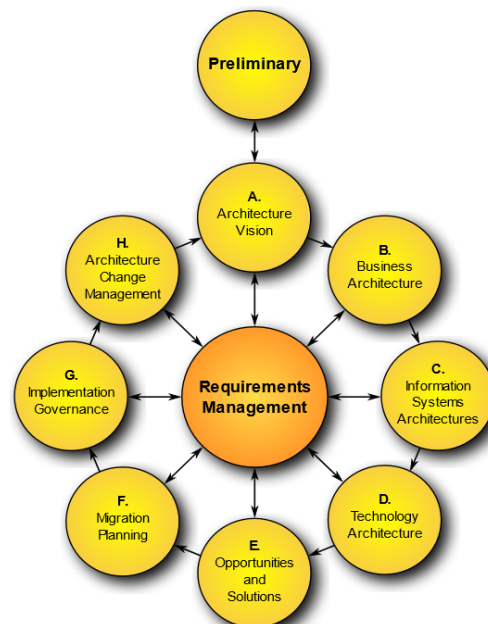 Preliminary
A.
Architecture
Vision
B.
Business
Architecture
C.
Information
Systems
Architectures
D.
Technology
Architecture
E.
Opportunities
and
Solutions
F.
Migration
Planning
G.
Implementation
Governance
H.
Architecture
Change
Management
Requirements
Management